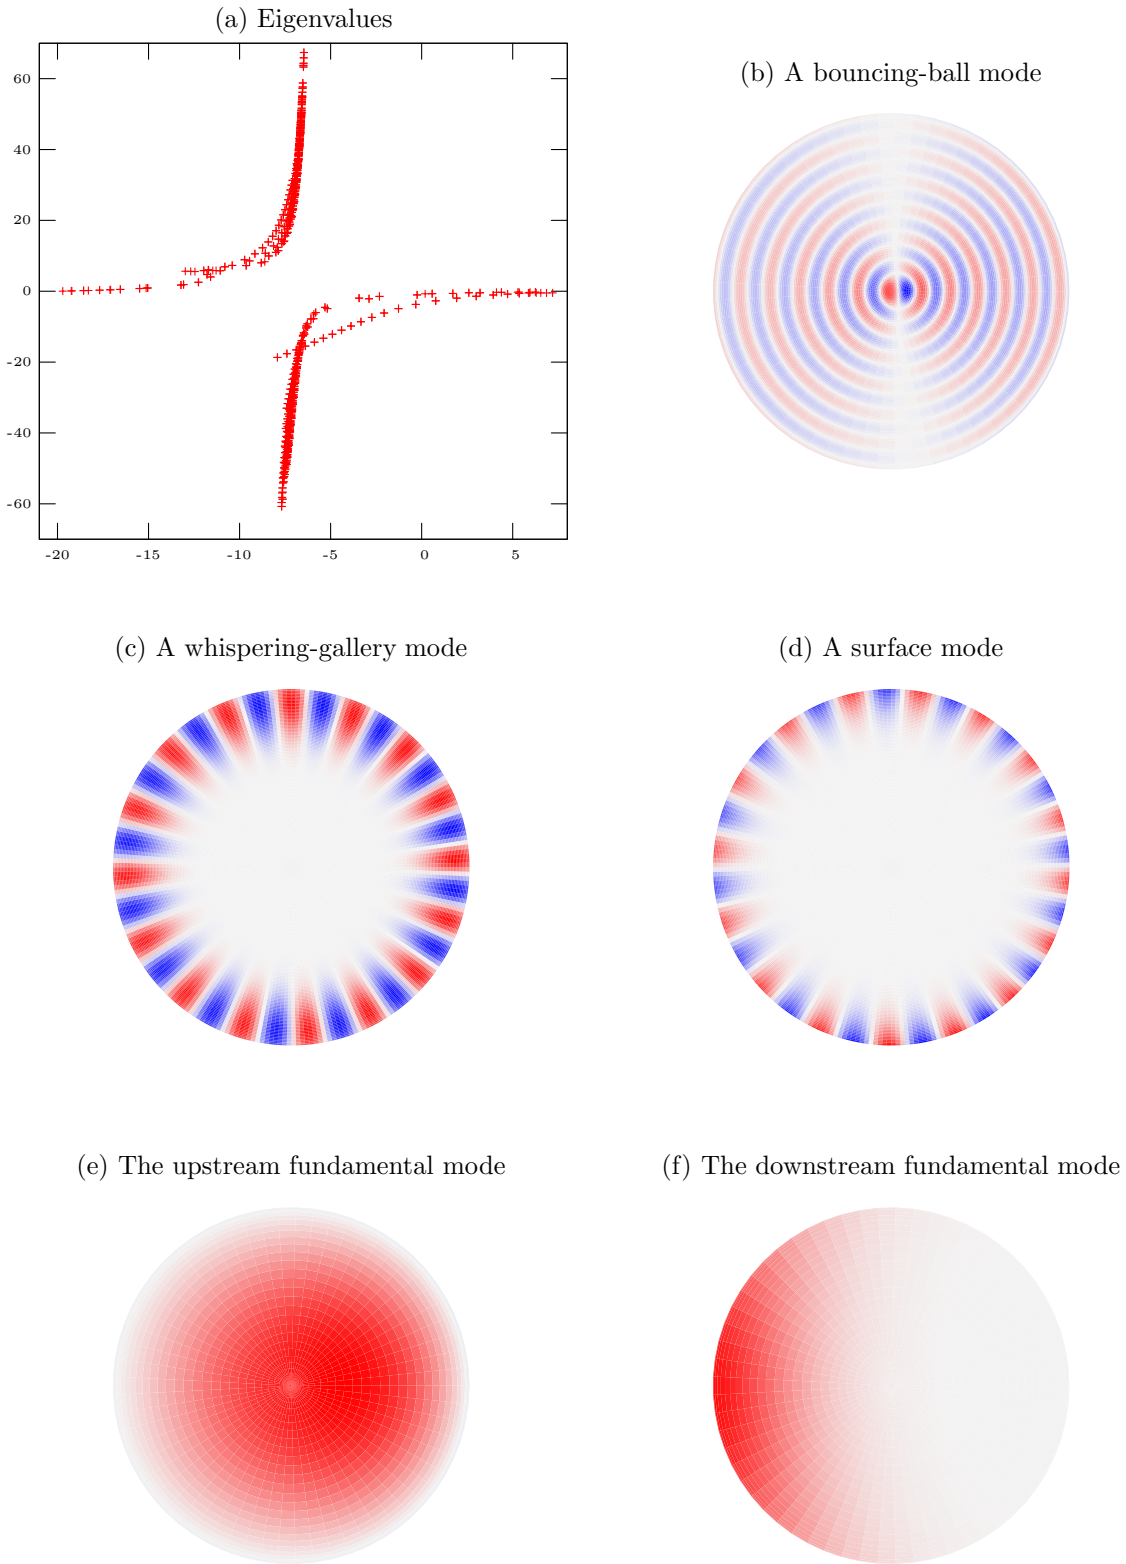 (a) Eigenvalues
60
40
20
0
-20
-40
-60
-20 -15 -10 -5 0 5
(b) A bouncing-ball mode
(c) A whispering-gallery mode
(d) A surface mode
(e) The upstream fundamental mode
(f) The downstream fundamental mode